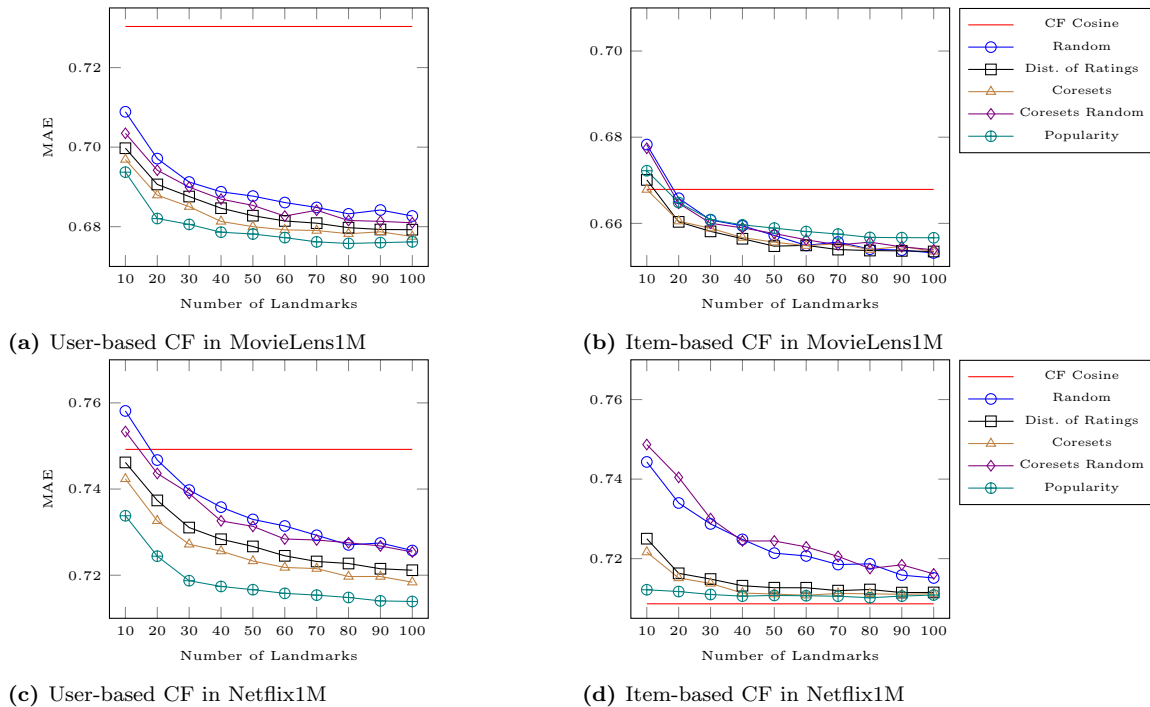 0.72
0.70
0.68
MAE
10 20 30 40 50 60 70 80 90 100
Number of Landmarks
(a) User-based CF in MovieLens1M
0.70
0.68
0.66
10 20 30 40 50 60 70 80 90 100
Number of Landmarks
(b) Item-based CF in MovieLens1M
CF Cosine
Random
Dist. of Ratings
Coresets
Coresets Random
Popularity
0.76
0.74
0.72
MAE
10 20 30 40 50 60 70 80 90 100
Number of Landmarks
(c) User-based CF in Netflix1M
0.76
0.74
0.72
10 20 30 40 50 60 70 80 90 100
Number of Landmarks
(d) Item-based CF in Netflix1M
CF Cosine
Random
Dist. of Ratings
Coresets
Coresets Random
Popularity